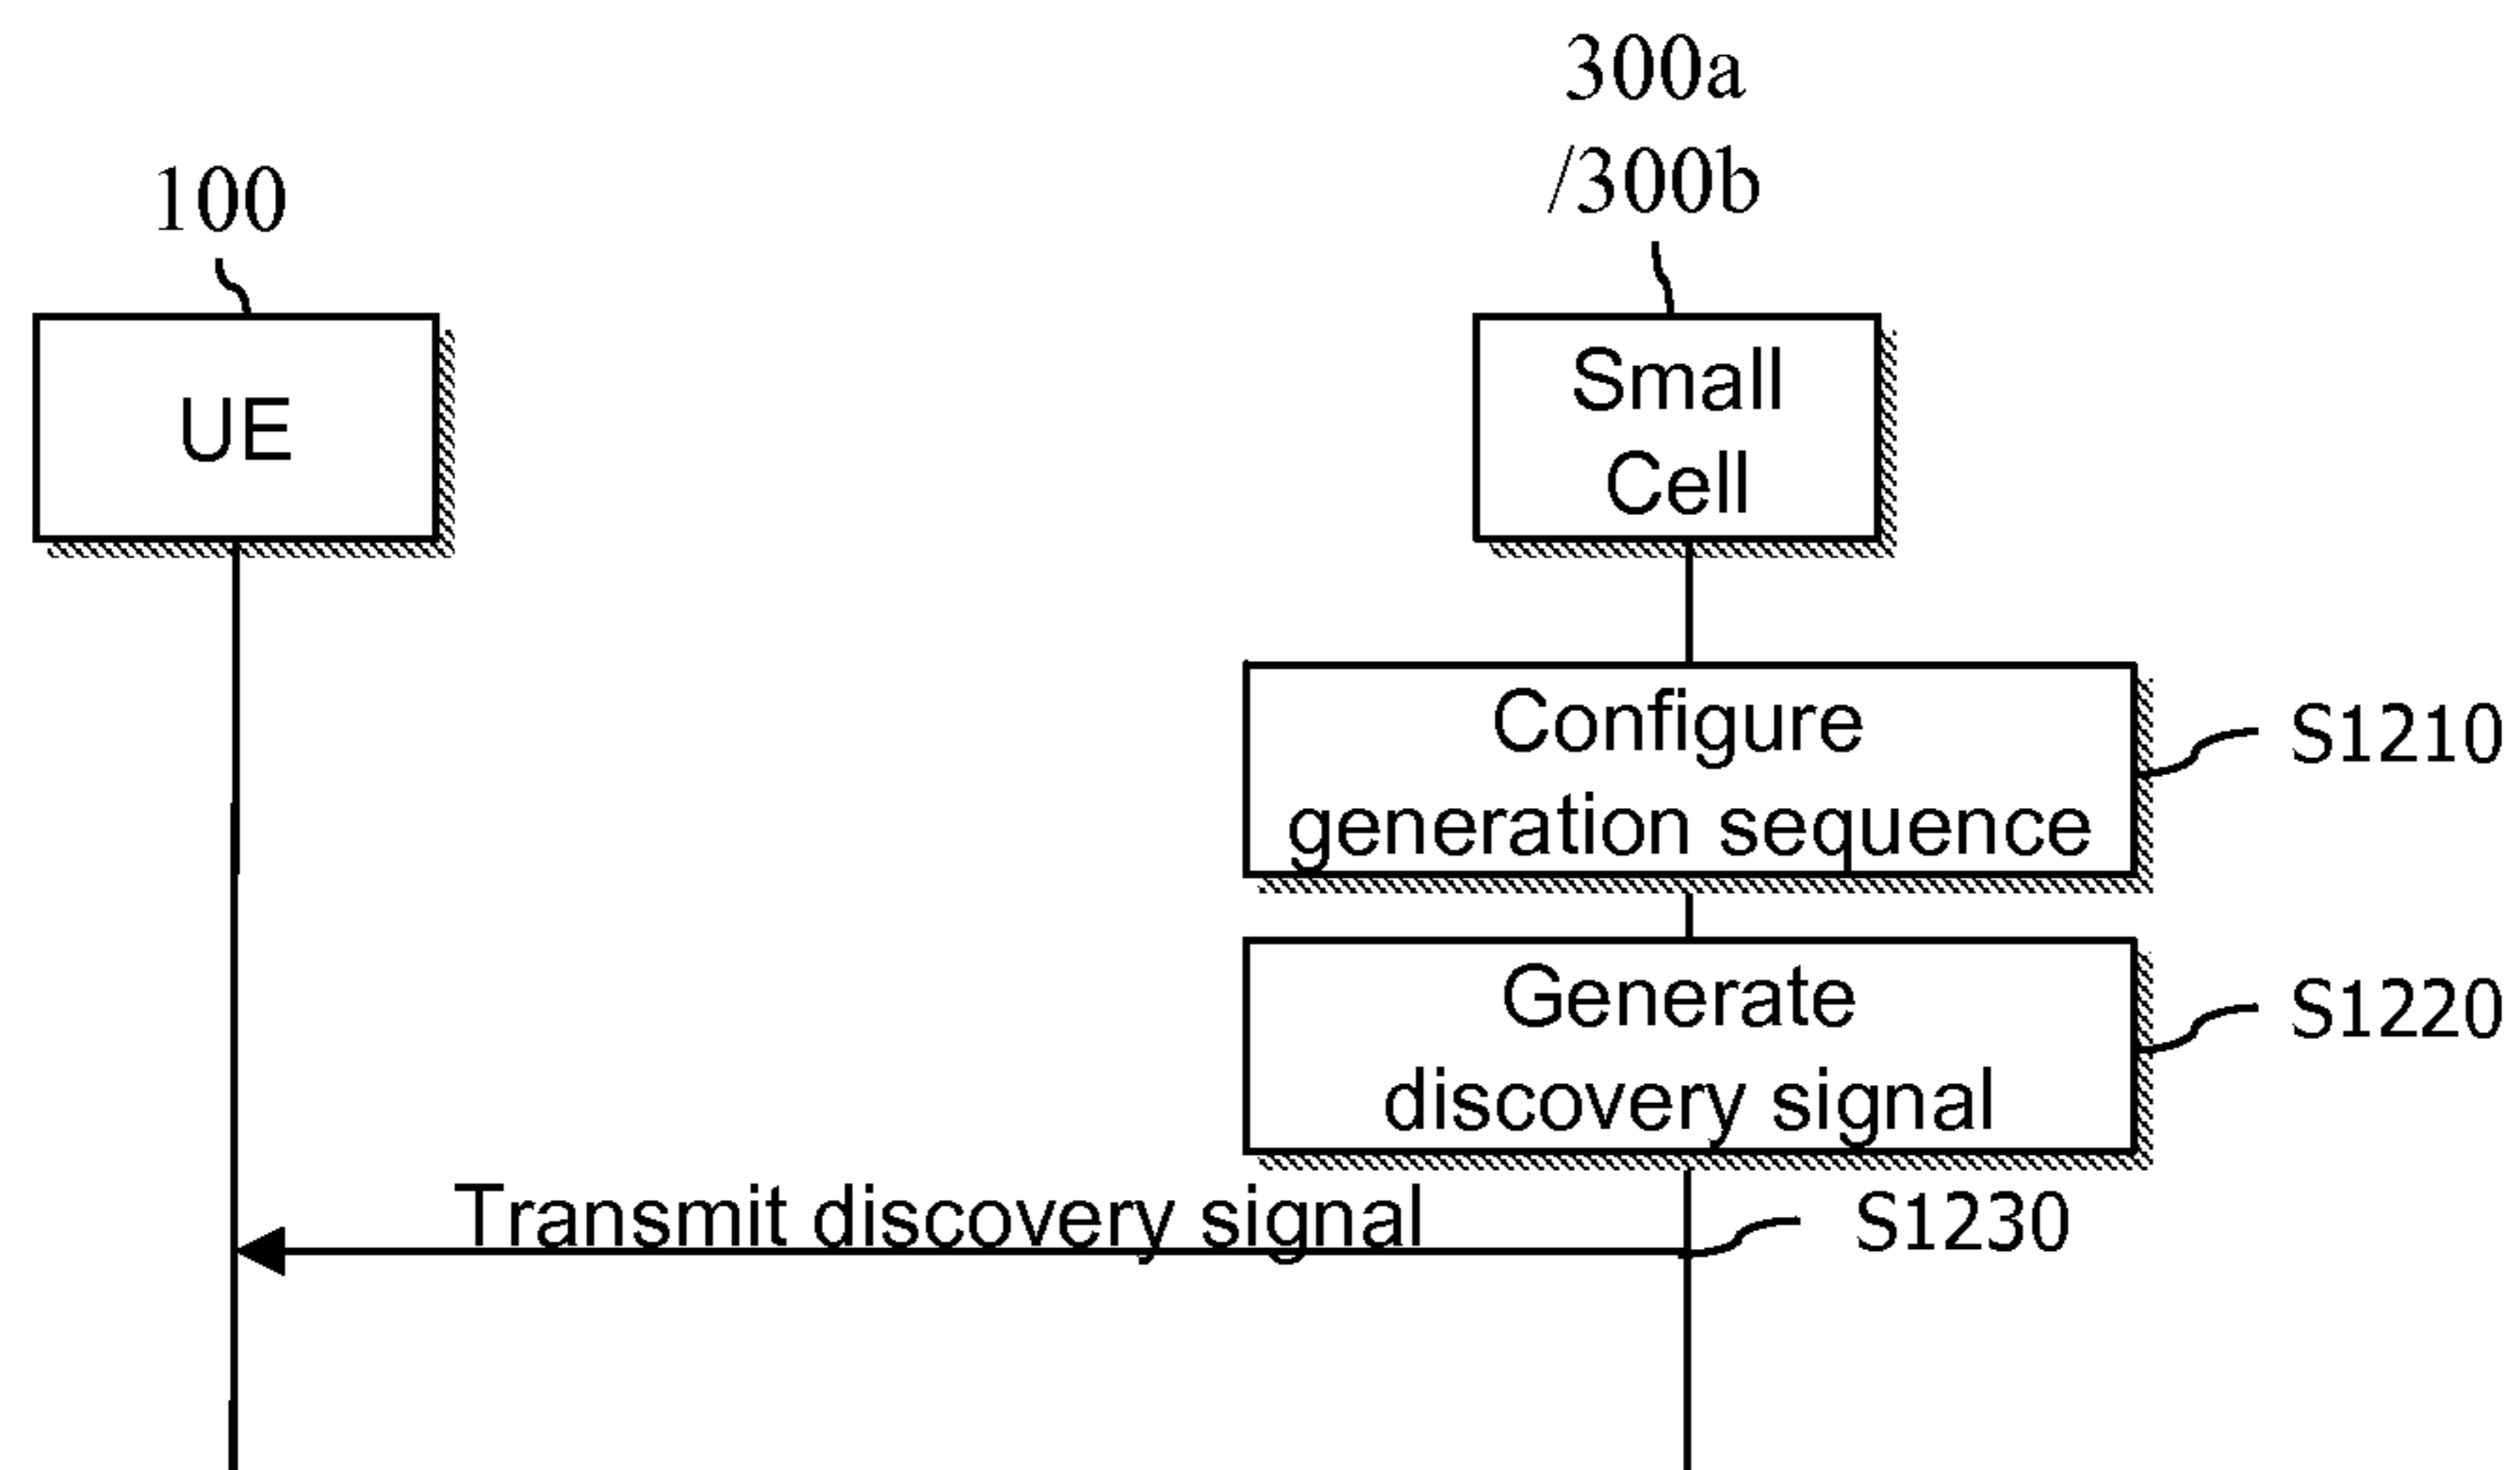 300a
/300b
100
UE
Small
Cell
Configure
generation sequence
S1210
Generate
discovery signal
S1220
Transmit discovery signal
S1230